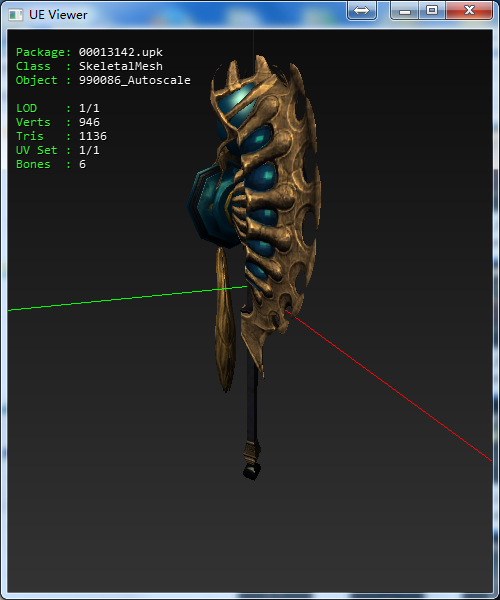 UE Viewer
Package: 00013142.upk
Class : SkeletalMesh
Object : 990086_Autoscale
LOD : 1/1
Verts : 946
Tris : 1136
UV Set : 1/1
Bones : 6